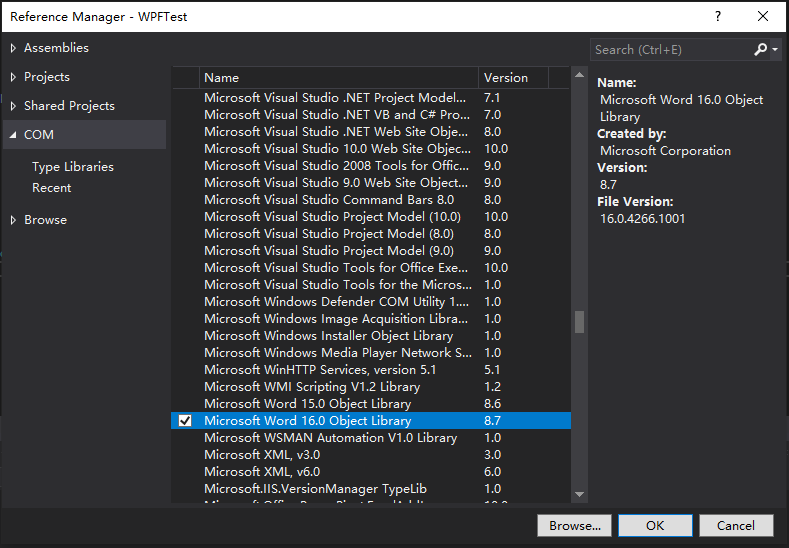 Reference Manager - WPFTest
?
Assemblies
Projects
Shared Projects
COM
Type Libraries
Recent
Browse
Name Version
Microsoft Visual Studio .NET Project Model... 7.1
Microsoft Visual Studio .NET VB and C# Pro... 7.0
Microsoft Visual Studio .NET Web Site Obje... 8.0
Microsoft Visual Studio 10.0 Web Site Objec... 10.0
Microsoft Visual Studio 2008 Tools for Offic... 9.0
Microsoft Visual Studio 9.0 Web Site Object... 9.0
Microsoft Visual Studio Command Bars 8.0 8.0
Microsoft Visual Studio Project Model (10.0) 10.0
Microsoft Visual Studio Project Model (8.0) 8.0
Microsoft Visual Studio Project Model (9.0) 9.0
Microsoft Visual Studio Tools for Office Exe... 10.0
Microsoft Visual Studio Tools for the Micros... 1.0
Microsoft Windows Defender COM Utility 1.... 1.0
Microsoft Windows Image Acquisition Libra... 1.0
Microsoft Windows Installer Object Library 1.0
Microsoft Windows Media Player Network S... 1.0
Microsoft WinHTTP Services, version 5.1 5.1
Microsoft WMI Scripting V1.2 Library 1.2
Microsoft Word 15.0 Object Library 8.6
Microsoft Word 16.0 Object Library 8.7
Microsoft WSMAN Automation V1.0 Library 1.0
Microsoft XML, v3.0 3.0
Microsoft XML, v6.0 6.0
Microsoft.IIS.VersionManager TypeLib 1.0
Search (Ctrl+E)
Name:
Microsoft Word 16.0 Object
Library
Created by:
Microsoft Corporation
Version:
8.7
File Version:
16.0.4266.1001
Browse... OK Cancel